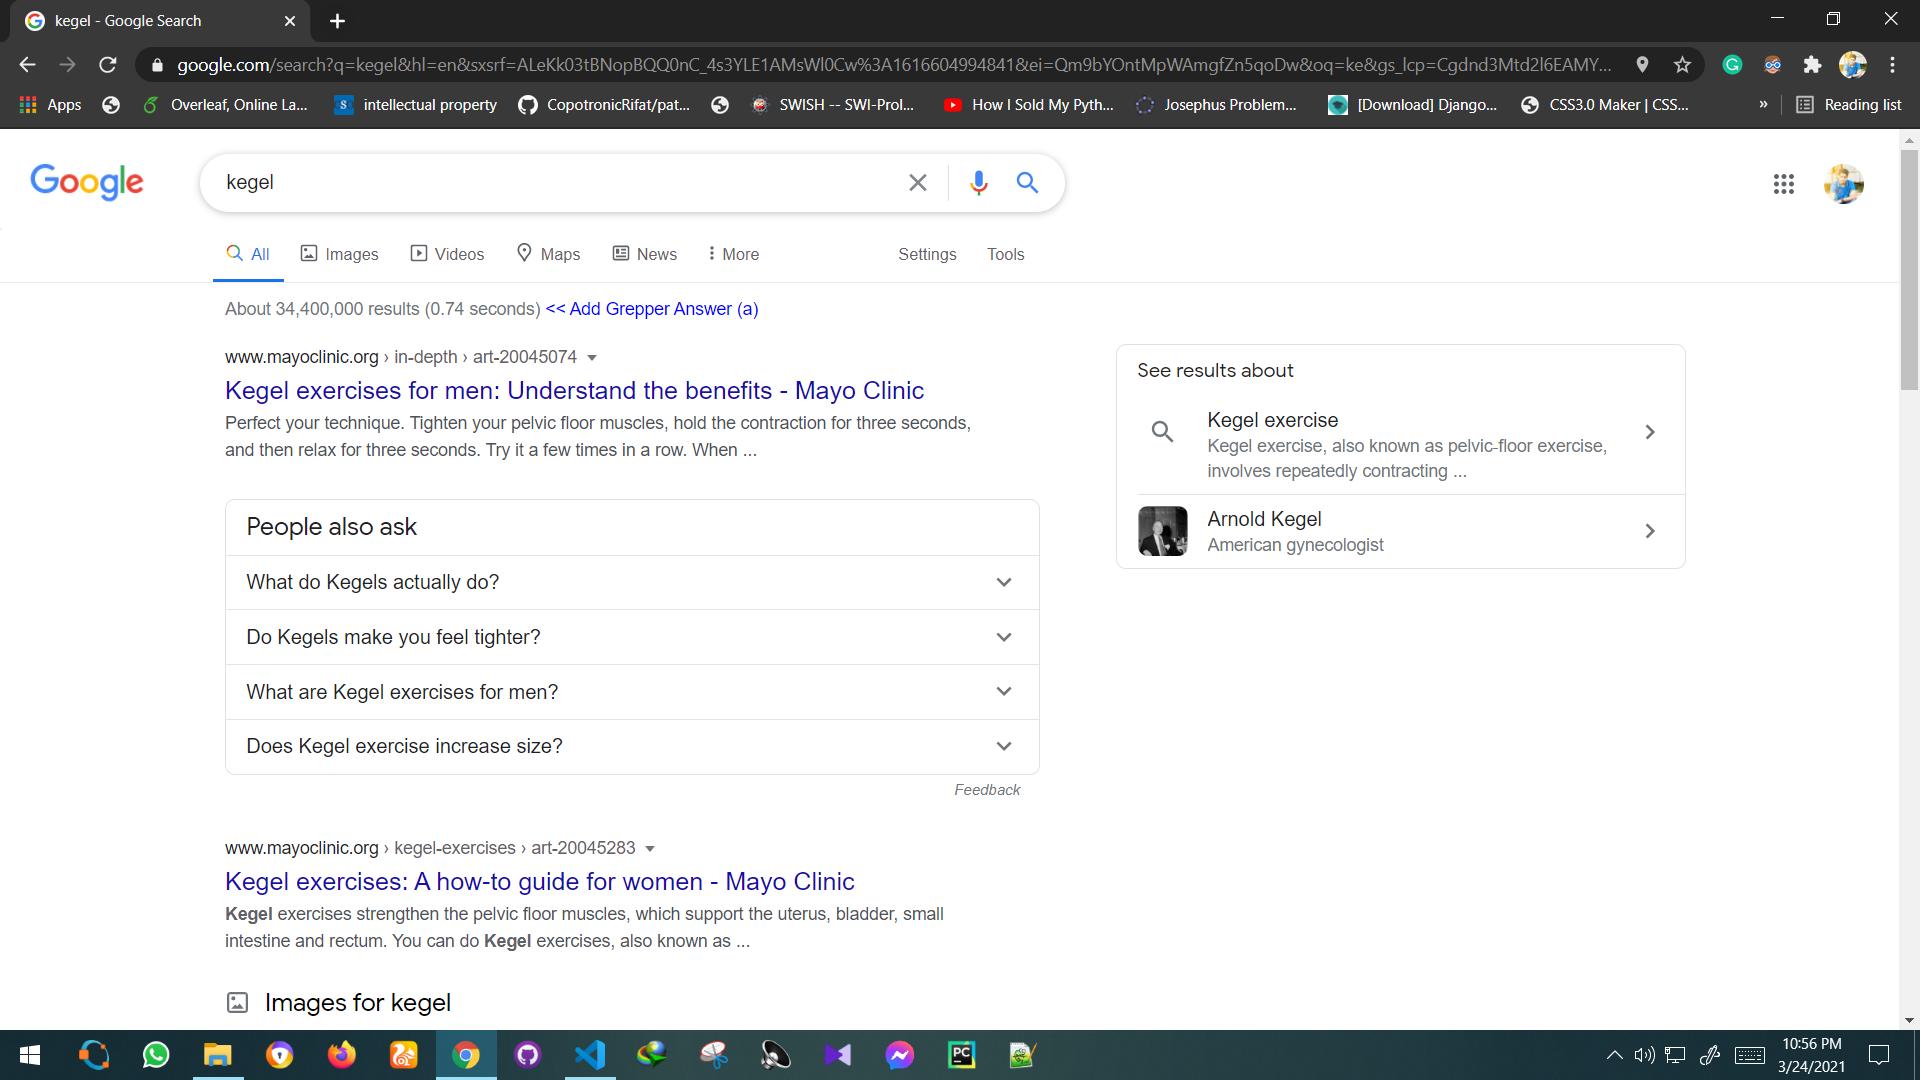 kegel - Google Search
google.com/search?q=kegel&hl=en&sxsrf=ALeKk03tBNopBQQ0nC_4s3YLE1AMsWl0Cw%3A1616604994841&ei=Qm9bYOntMpWAmgfZn5qoDw&oq=ke&gs_lcp=Cgdnd3Mtd2l6EAMY...
Apps Overleaf, Online La... intellectual property CopotronicRifat/pat... SWISH -- SWI-Prol... How I Sold My Pyth... Josephus Problem... [Download] Django... CSS3.0 Maker | CSS... » Reading list
Google
kegel
All Images Videos Maps News More Settings Tools
About 34,400,000 results (0.74 seconds) << Add Grepper Answer (a)
www.mayoclinic.org › in-depth › art-20045074
Kegel exercises for men: Understand the benefits - Mayo Clinic
Perfect your technique. Tighten your pelvic floor muscles, hold the contraction for three seconds,
and then relax for three seconds. Try it a few times in a row. When ...
People also ask
What do Kegels actually do?
Do Kegels make you feel tighter?
What are Kegel exercises for men?
Does Kegel exercise increase size?
Feedback
www.mayoclinic.org › kegel-exercises › art-20045283
Kegel exercises: A how-to guide for women - Mayo Clinic
Kegel exercises strengthen the pelvic floor muscles, which support the uterus, bladder, small
intestine and rectum. You can do Kegel exercises, also known as ...
Images for kegel
See results about
Kegel exercise
Kegel exercise, also known as pelvic-floor exercise,
involves repeatedly contracting ...
Arnold Kegel
American gynecologist
PC
10:56 PM
3/24/2021